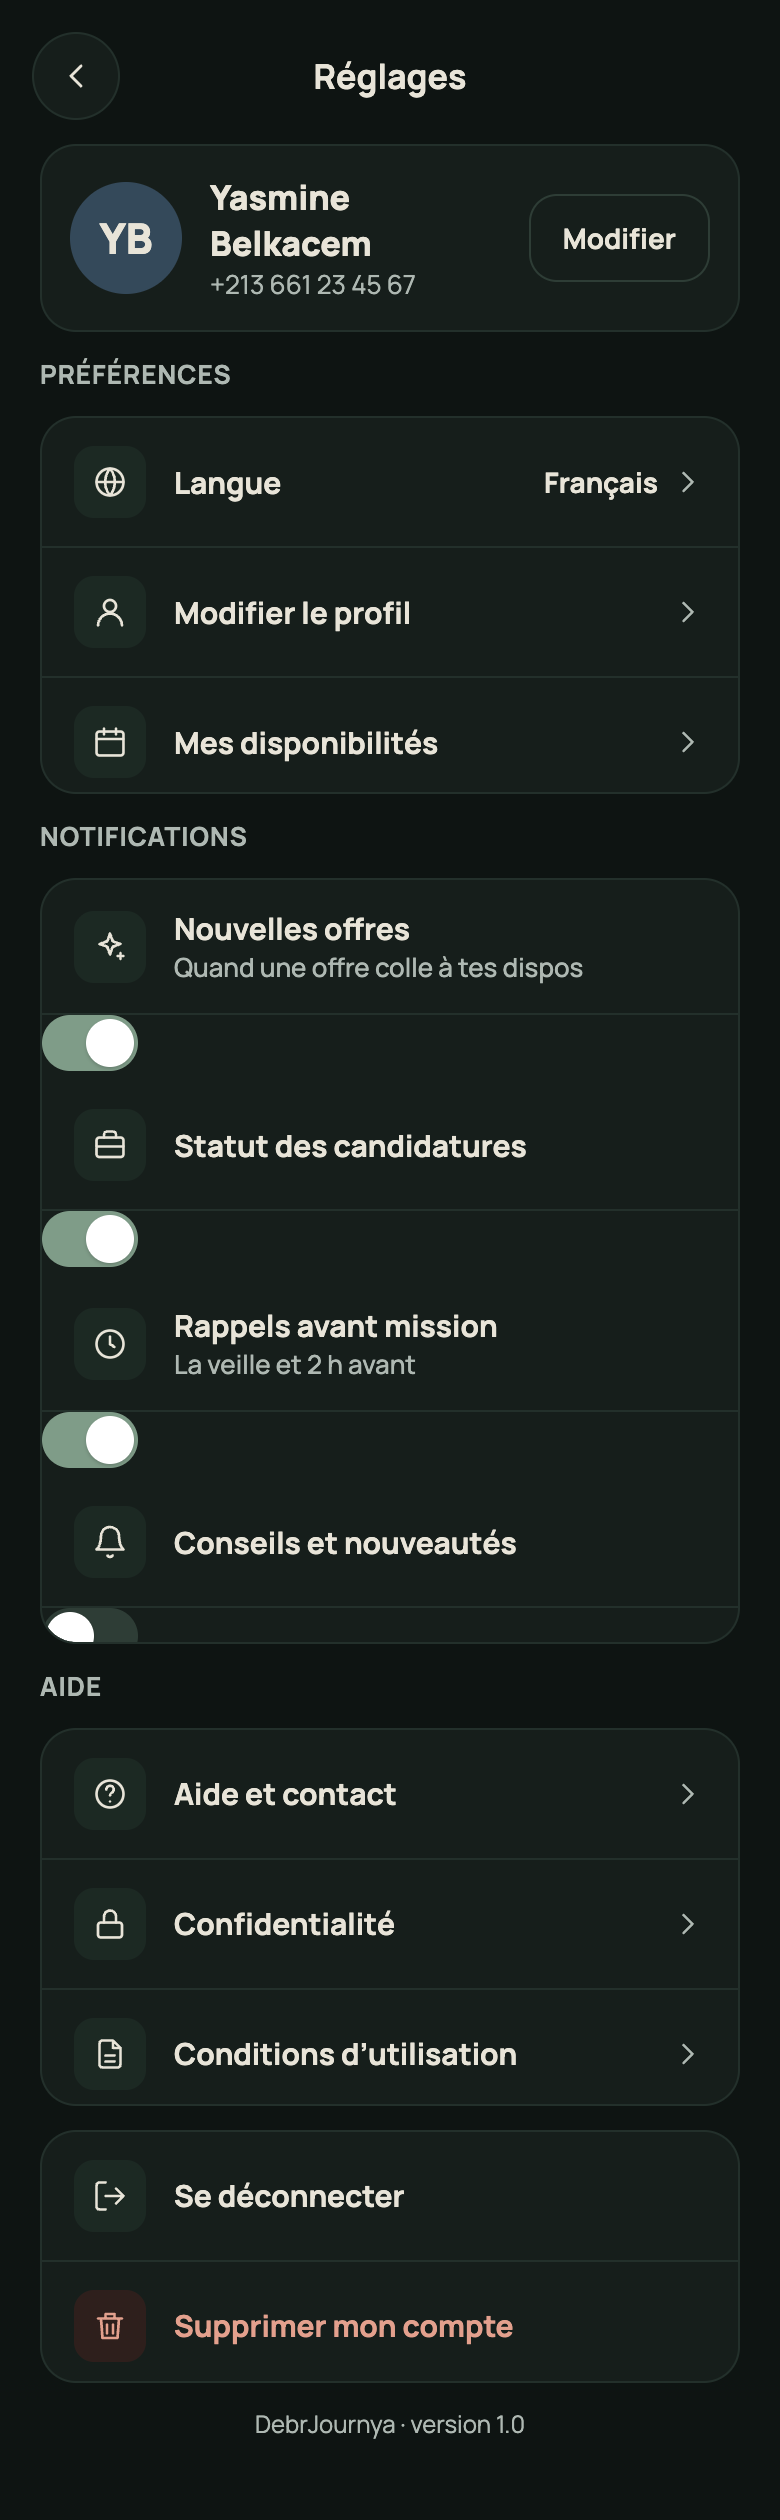 Réglages
YB
Yasmine
Belkacem
+213 661 23 45 67
Modifier
PRÉFÉRENCES
Langue
Français
Modifier le profil
Mes disponibilités
NOTIFICATIONS
Nouvelles offres
Quand une offre colle à tes dispos
Statut des candidatures
Rappels avant mission
La veille et 2 h avant
Conseils et nouveautés
AIDE
Aide et contact
Confidentialité
Conditions d’utilisation
Se déconnecter
Supprimer mon compte
DebrJournya · version 1.0